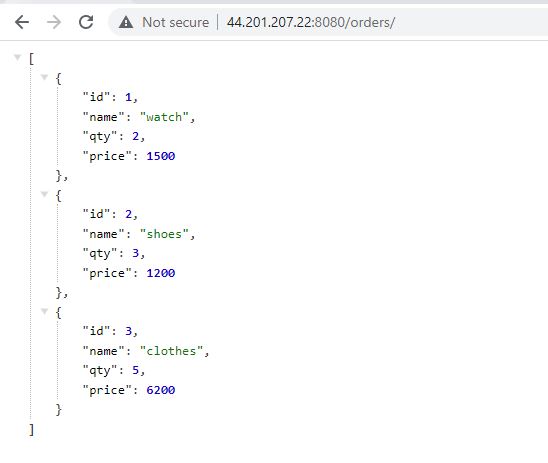 Not secure | 44.201.207.22:8080/orders/
[
{
"id": 1,
"name": "watch",
"qty": 2,
"price": 1500
},
{
"id": 2,
"name": "shoes",
"qty": 3,
"price": 1200
},
{
"id": 3,
"name": "clothes",
"qty": 5,
"price": 6200
}
]